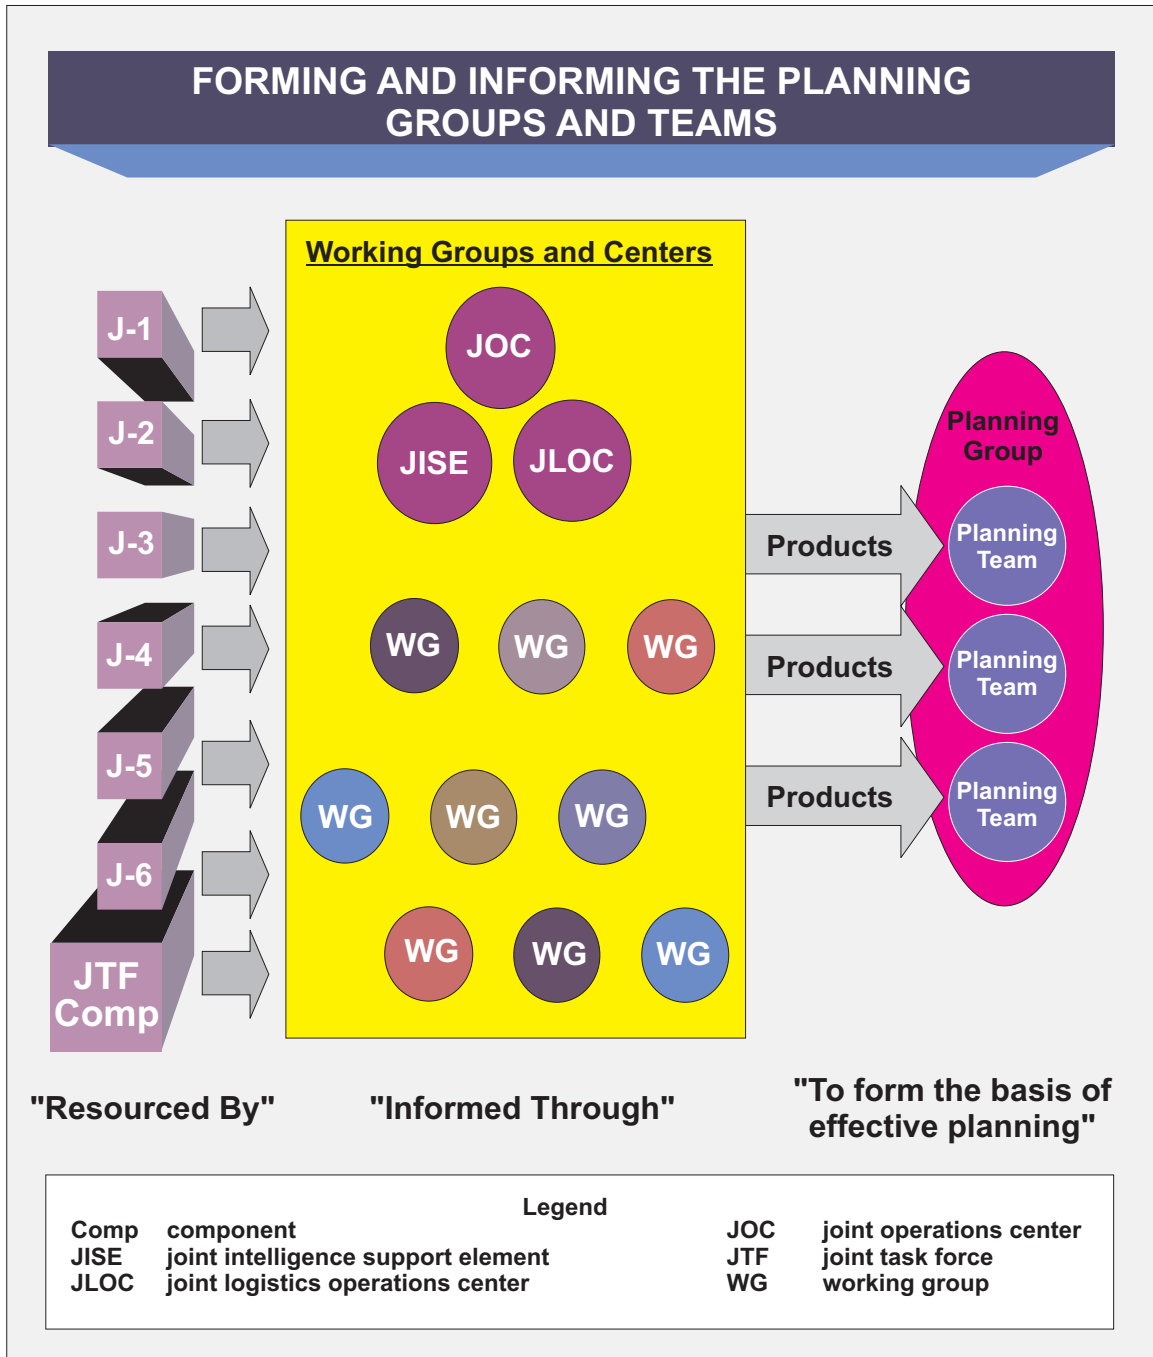 FORMING AND INFORMING THE PLANNING
GROUPS AND TEAMS
Working Groups and Centers
J-1
J-2
J-3
J-4
J-5
J-6
JTF
Comp
JOC
JISE
JLOC
WG
WG
WG
WG
WG
WG
WG
WG
WG
Products
Products
Products
Planning
Group
Planning
Team
Planning
Team
Planning
Team
"Resourced By"
"Informed Through"
"To form the basis of
effective planning"
Legend
Comp component
JISE joint intelligence support element
JLOC joint logistics operations center
JOC joint operations center
JTF joint task force
WG working group